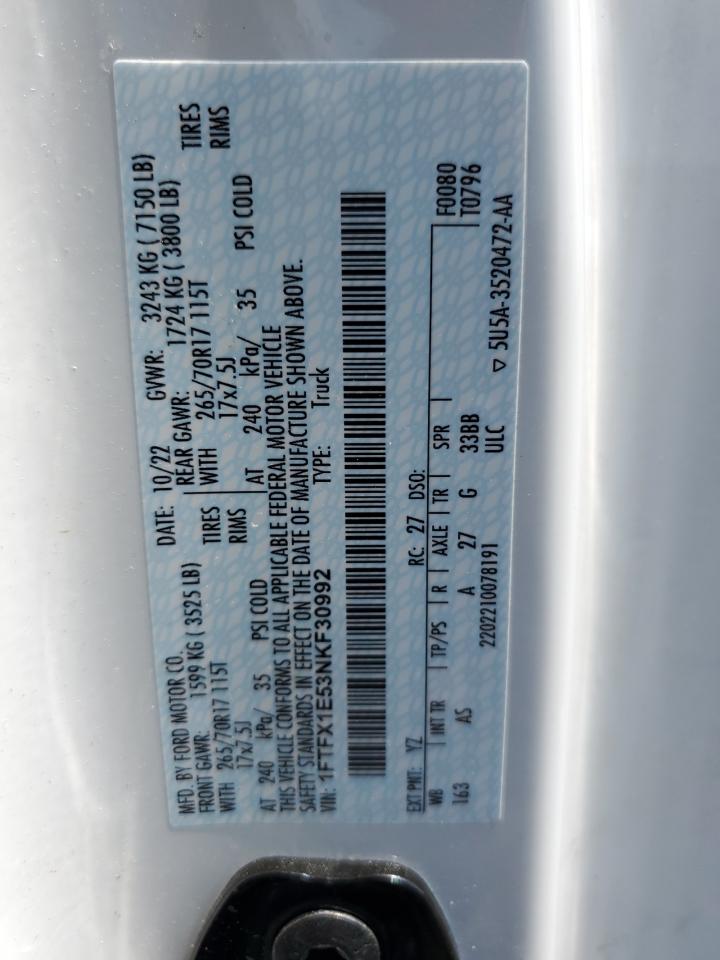 MFD. BY FORD MOTOR CO. DATE: 10/22 GVWR: 3243 KG ( 7150 LB)
FRONT GAWR: 1599 KG ( 3525 LB) REAR GAWR: 1724 KG ( 3800 LB)
WITH 265/70R17 115T TIRES WITH 265/70R17 115T TIRES
17x7.5J RIMS 17x7.5J RIMS
AT 240 kPa/ 35 PSI COLD AT 240 kPa/ 35 PSI COLD
THIS VEHICLE CONFORMS TO ALL APPLICABLE FEDERAL MOTOR VEHICLE
SAFETY STANDARDS IN EFFECT ON THE DATE OF MANUFACTURE SHOWN ABOVE.
VIN: 1FTFX1E53NKF30992 TYPE: Truck
EXT PNT: YZ RC: 27 DSO: F0080
WB INT TR TP/PS R AXLE TR SPR T0796
163 AS A 27 G 33BB
2202210078191 ULC ▽ 5U5A-3520472-AA